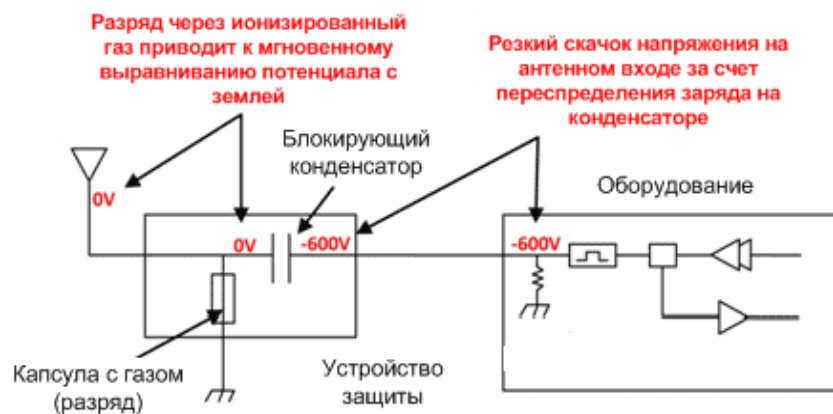 Разряд через ионизированный
газ приводит к мгновенному
выравниванию потенциала с
землей
Резкий скачок напряжения на
антенном входе за счет
переспределения заряда на
конденсаторе
Блокирующий
конденсатор
Оборудование
0V
0V
-600V
-600V
Капсула с газом
(разряд)
Устройство
защиты